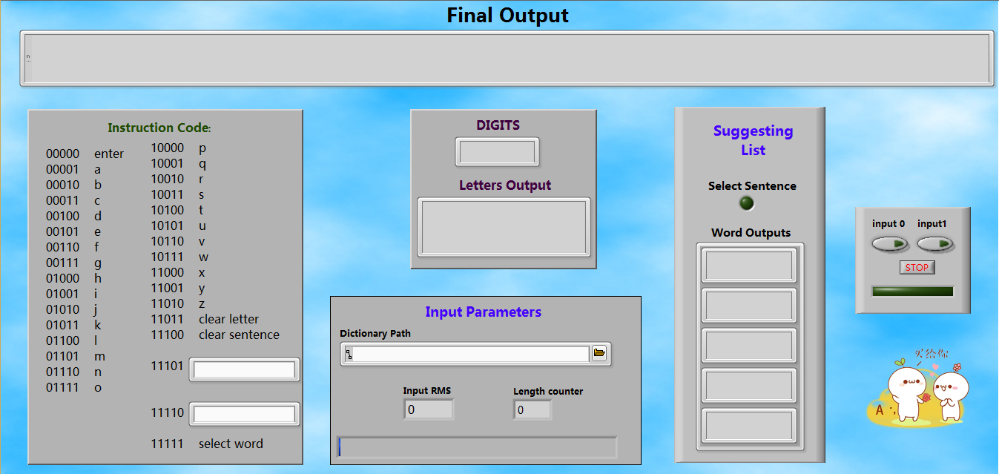 Final Output
Instruction Code:
00000 enter
00001 a
00010 b
00011 c
00100 d
00101 e
00110 f
00111 g
01000 h
01001 i
01010 j
01011 k
01100 l
01101 m
01110 n
01111 o
10000 p
10001 q
10010 r
10011 s
10100 t
10101 u
10110 v
10111 w
11000 x
11001 y
11010 z
11011 clear letter
11100 clear sentence
11101
11110
11111 select word
DIGITS
Letters Output
Input Parameters
Dictionary Path
Input RMS
Length counter
0
0
Suggesting
List
Select Sentence
Word Outputs
input 0
input1
STOP
买给你
A